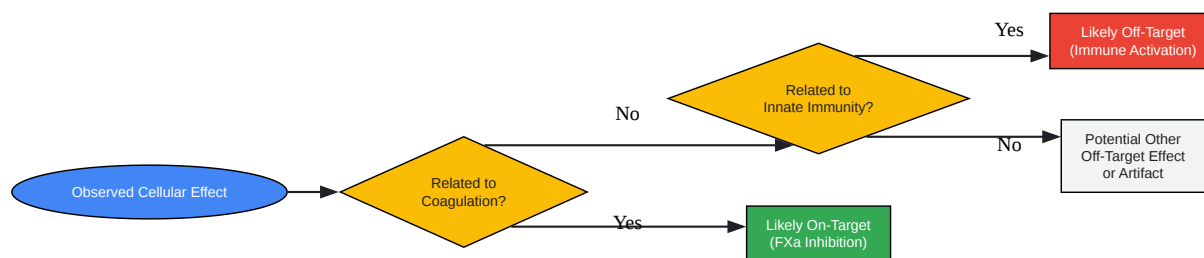 Observed Cellular Effect
Related to
Coagulation?
No
Yes
Likely On-Target
(FXa Inhibition)
Related to
Innate Immunity?
Yes
No
Likely Off-Target
(Immune Activation)
Potential Other
Off-Target Effect
or Artifact